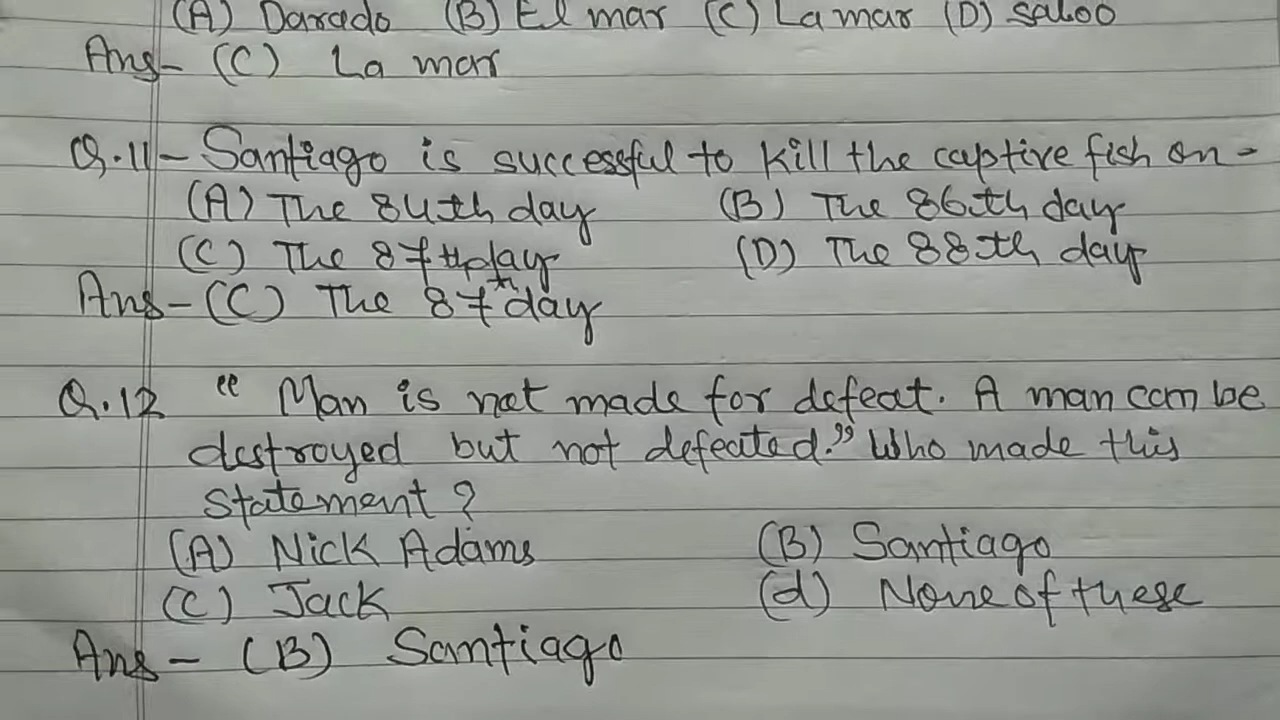 (A) Dorado (B) El mar (C) La mar (D) saloo
Ans- (C) La mar
Q.11- Santiago is successful to kill the captive fish on-
(A) The 84th day (B) The 86th day
(C) The 87th day (D) The 88th day
Ans-(C) The 87th day
Q.12 "Man is not made for defeat. A man can be
destroyed but not defeated." Who made this
statement?
(A) Nick Adams (B) Santiago
(C) Jack (d) None of these
Ans- (B) Santiago